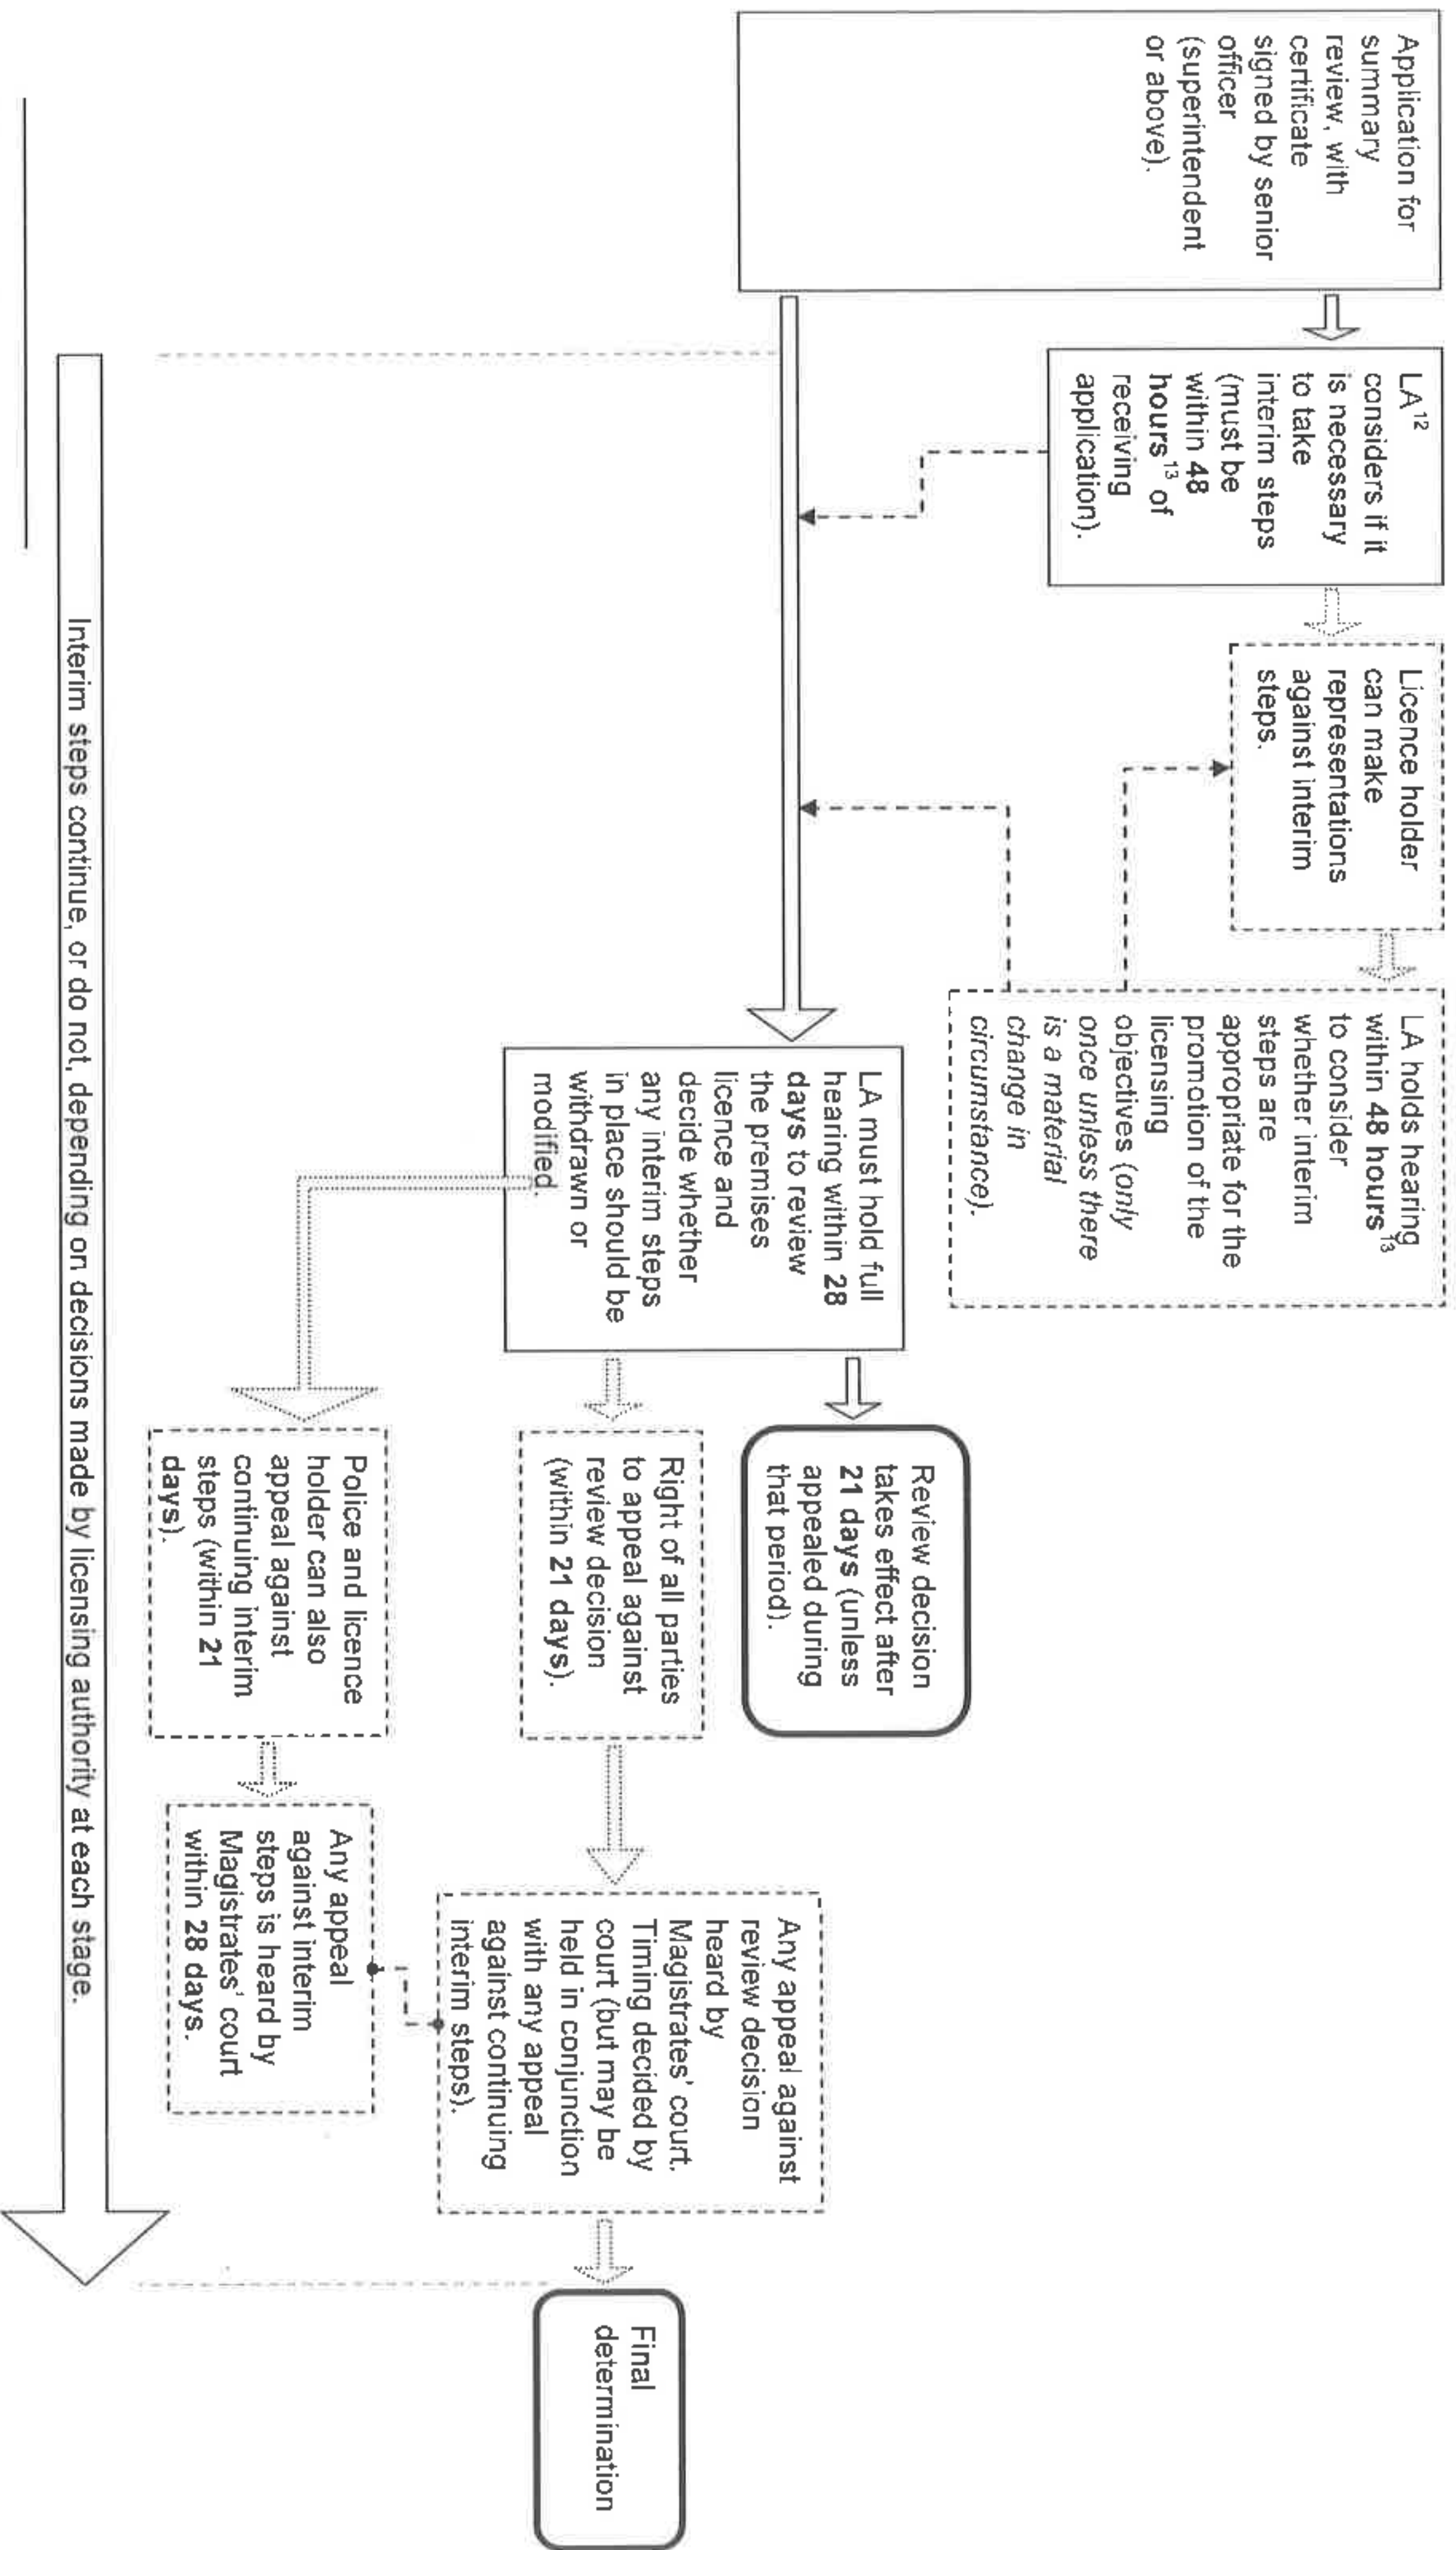 Application for
summary
review, with
certificate
signed by senior
officer
(superintendent
or above).
LA12
considers if it
is necessary
to take
interim steps
(must be
within 48
hours13 of
receiving
application).
Licence holder
can make
representations
against interim
steps.
LA holds hearing
within 48 hours13
to consider
whether interim
steps are
appropriate for the
promotion of the
licensing
objectives (only
once unless there
is a material
change in
circumstance).
LA must hold full
hearing within 28
days to review
the premises
licence and
decide whether
any interim steps
in place should be
withdrawn or
modified.
Review decision
takes effect after
21 days (unless
appealed during
that period).
Right of all parties
to appeal against
review decision
(within 21 days).
Police and licence
holder can also
appeal against
continuing interim
steps (within 21
days).
Any appeal against
review decision
heard by
Magistrates' court.
Timing decided by
court (but may be
held in conjunction
with any appeal
against continuing
interim steps).
Any appeal
against interim
steps is heard by
Magistrates' court
within 28 days.
Final
determination
Interim steps continue, or do not, depending on decisions made by licensing authority at each stage.